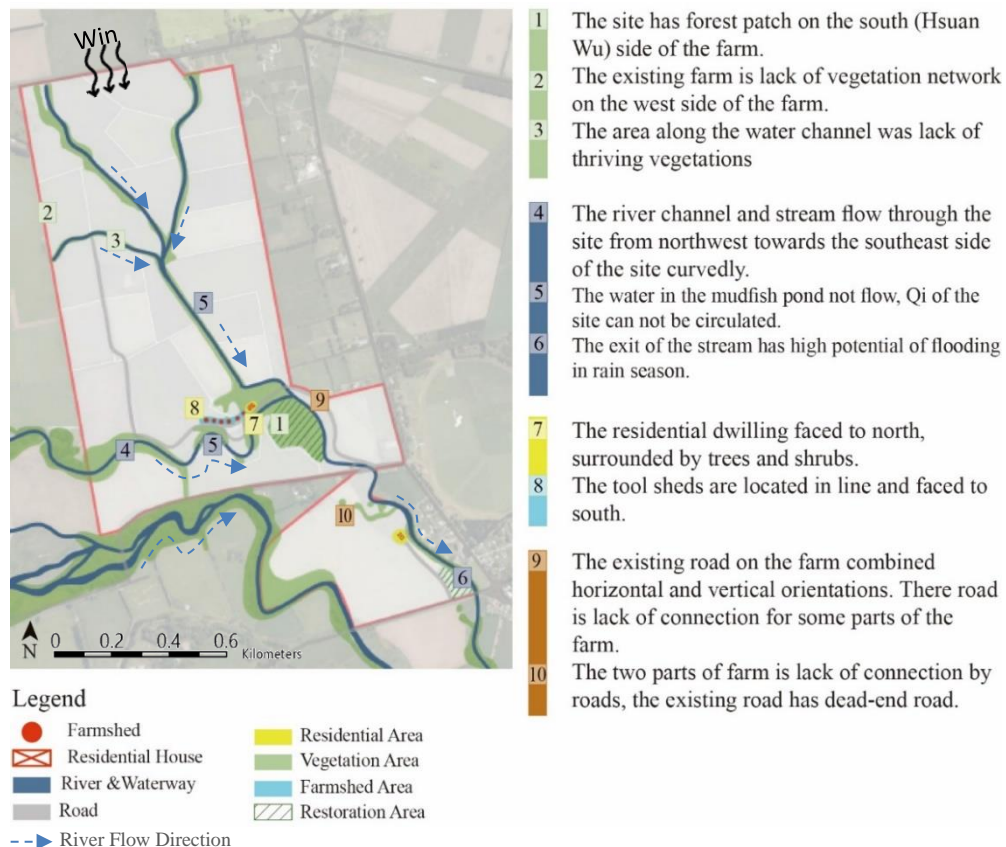 Win
2
3
5
8
7
1
9
4
5
10
6
N
0 0.2 0.4 0.6 Kilometers
1 The site has forest patch on the south (Hsuan
Wu) side of the farm.
2 The existing farm is lack of vegetation network
on the west side of the farm.
3 The area along the water channel was lack of
thriving vegetations
4 The river channel and stream flow through the
site from northwest towards the southeast side
of the site curvedly.
5 The water in the mudfish pond not flow, Qi of the
site can not be circulated.
6 The exit of the stream has high potential of flooding
in rain season.
7 The residential dwilling faced to north,
surrounded by trees and shrubs.
8 The tool sheds are located in line and faced to
south.
9 The existing road on the farm combined
horizontal and vertical orientations. There road
is lack of connection for some parts of the
farm.
10 The two parts of farm is lack of connection by
roads, the existing road has dead-end road.
Legend
Farmshed
Residential House
River &Waterway
Road
River Flow Direction
Residential Area
Vegetation Area
Farmshed Area
Restoration Area